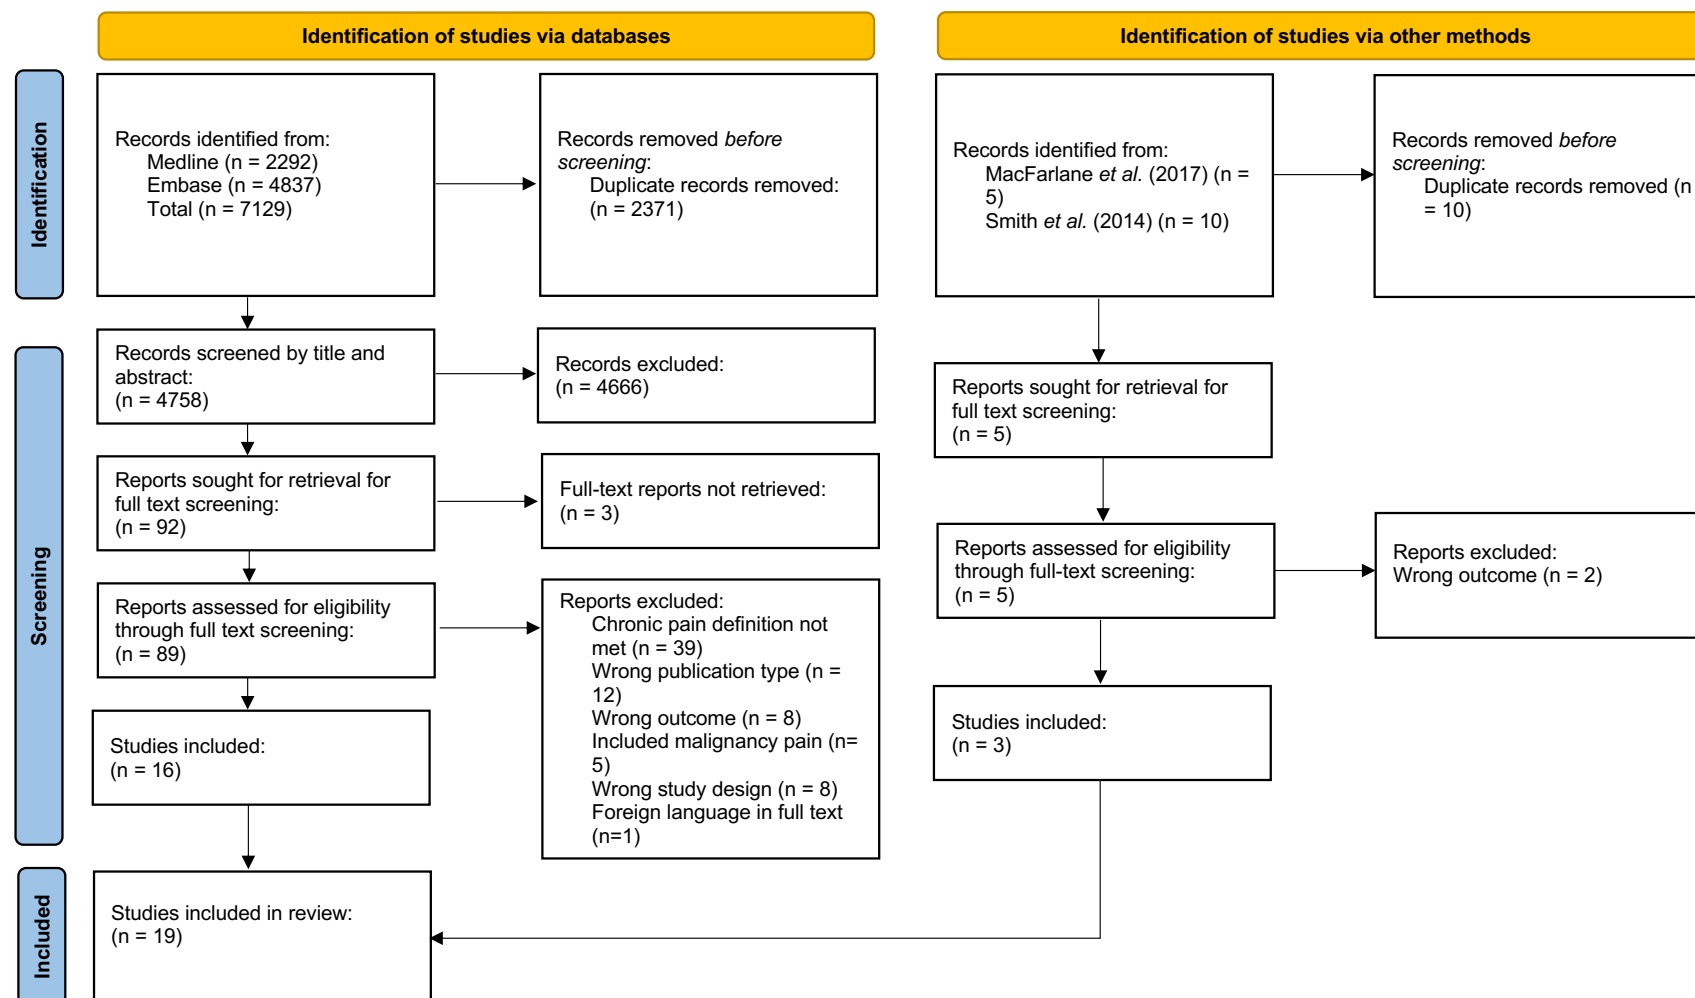 Identification of studies via databases
Identification of studies via other methods
Identification
Records identified from:
Medline (n = 2292)
Embase (n = 4837)
Total (n = 7129)
Records removed before
screening:
Duplicate records removed:
(n = 2371)
Records identified from:
MacFarlane et al. (2017) (n =
5)
Smith et al. (2014) (n = 10)
Records removed before
screening:
Duplicate records removed (n
= 10)
Screening
Records screened by title and
abstract:
(n = 4758)
Records excluded:
(n = 4666)
Reports sought for retrieval for
full text screening:
(n = 92)
Full-text reports not retrieved:
(n = 3)
Reports assessed for eligibility
through full text screening:
(n = 89)
Reports excluded:
Chronic pain definition not
met (n = 39)
Wrong publication type (n =
12)
Wrong outcome (n = 8)
Included malignancy pain (n=
5)
Wrong study design (n = 8)
Foreign language in full text
(n=1)
Studies included:
(n = 16)
Reports sought for retrieval for
full text screening:
(n = 5)
Reports assessed for eligibility
through full-text screening:
(n = 5)
Reports excluded:
Wrong outcome (n = 2)
Studies included:
(n = 3)
Included
Studies included in review:
(n = 19)